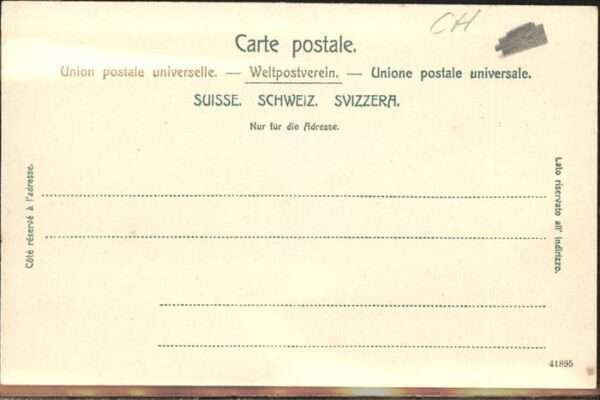 CH
Carte postale.
Union postale universelle. — Weltpostverein. — Unione postale universale.
SUISSE. SCHWEIZ. SVIZZERA.
Nur für die Adresse.
Côté réservé à l'adresse.
Lato riservato all' indirizzo.
41895